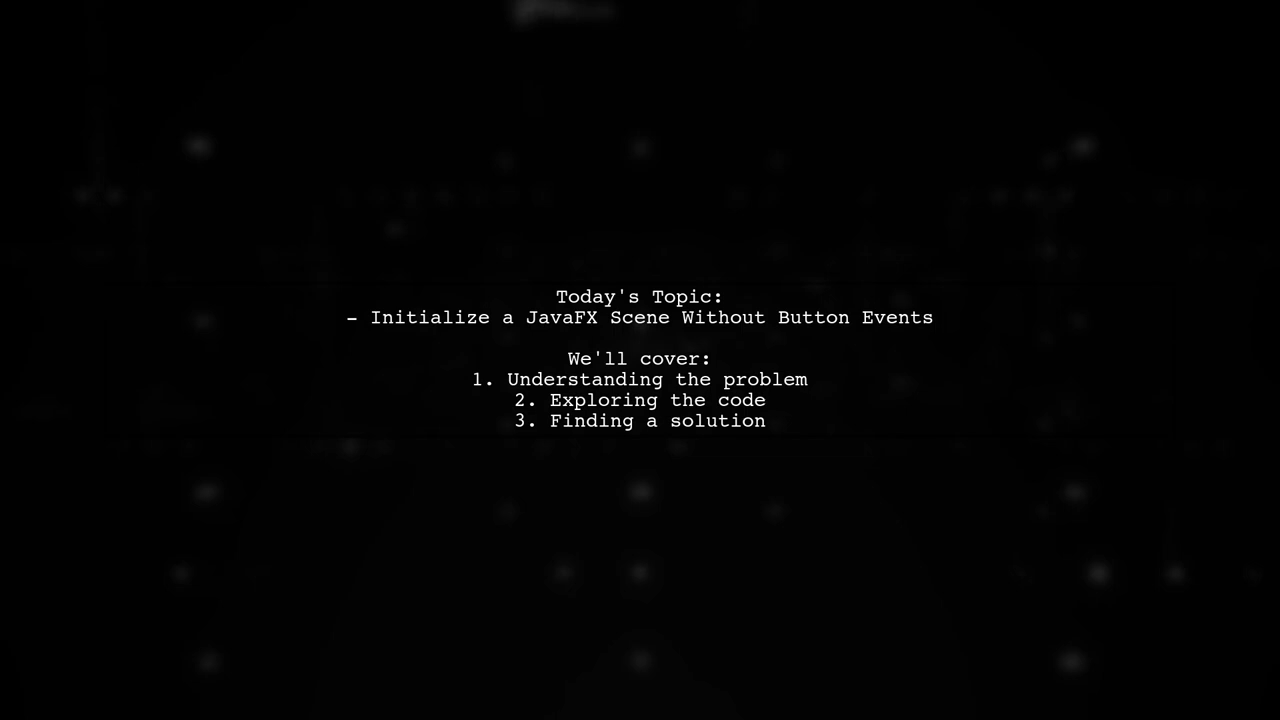 Today's Topic:
- Initialize a JavaFX Scene Without Button Events
We'll cover:
1. Understanding the problem
2. Exploring the code
3. Finding a solution